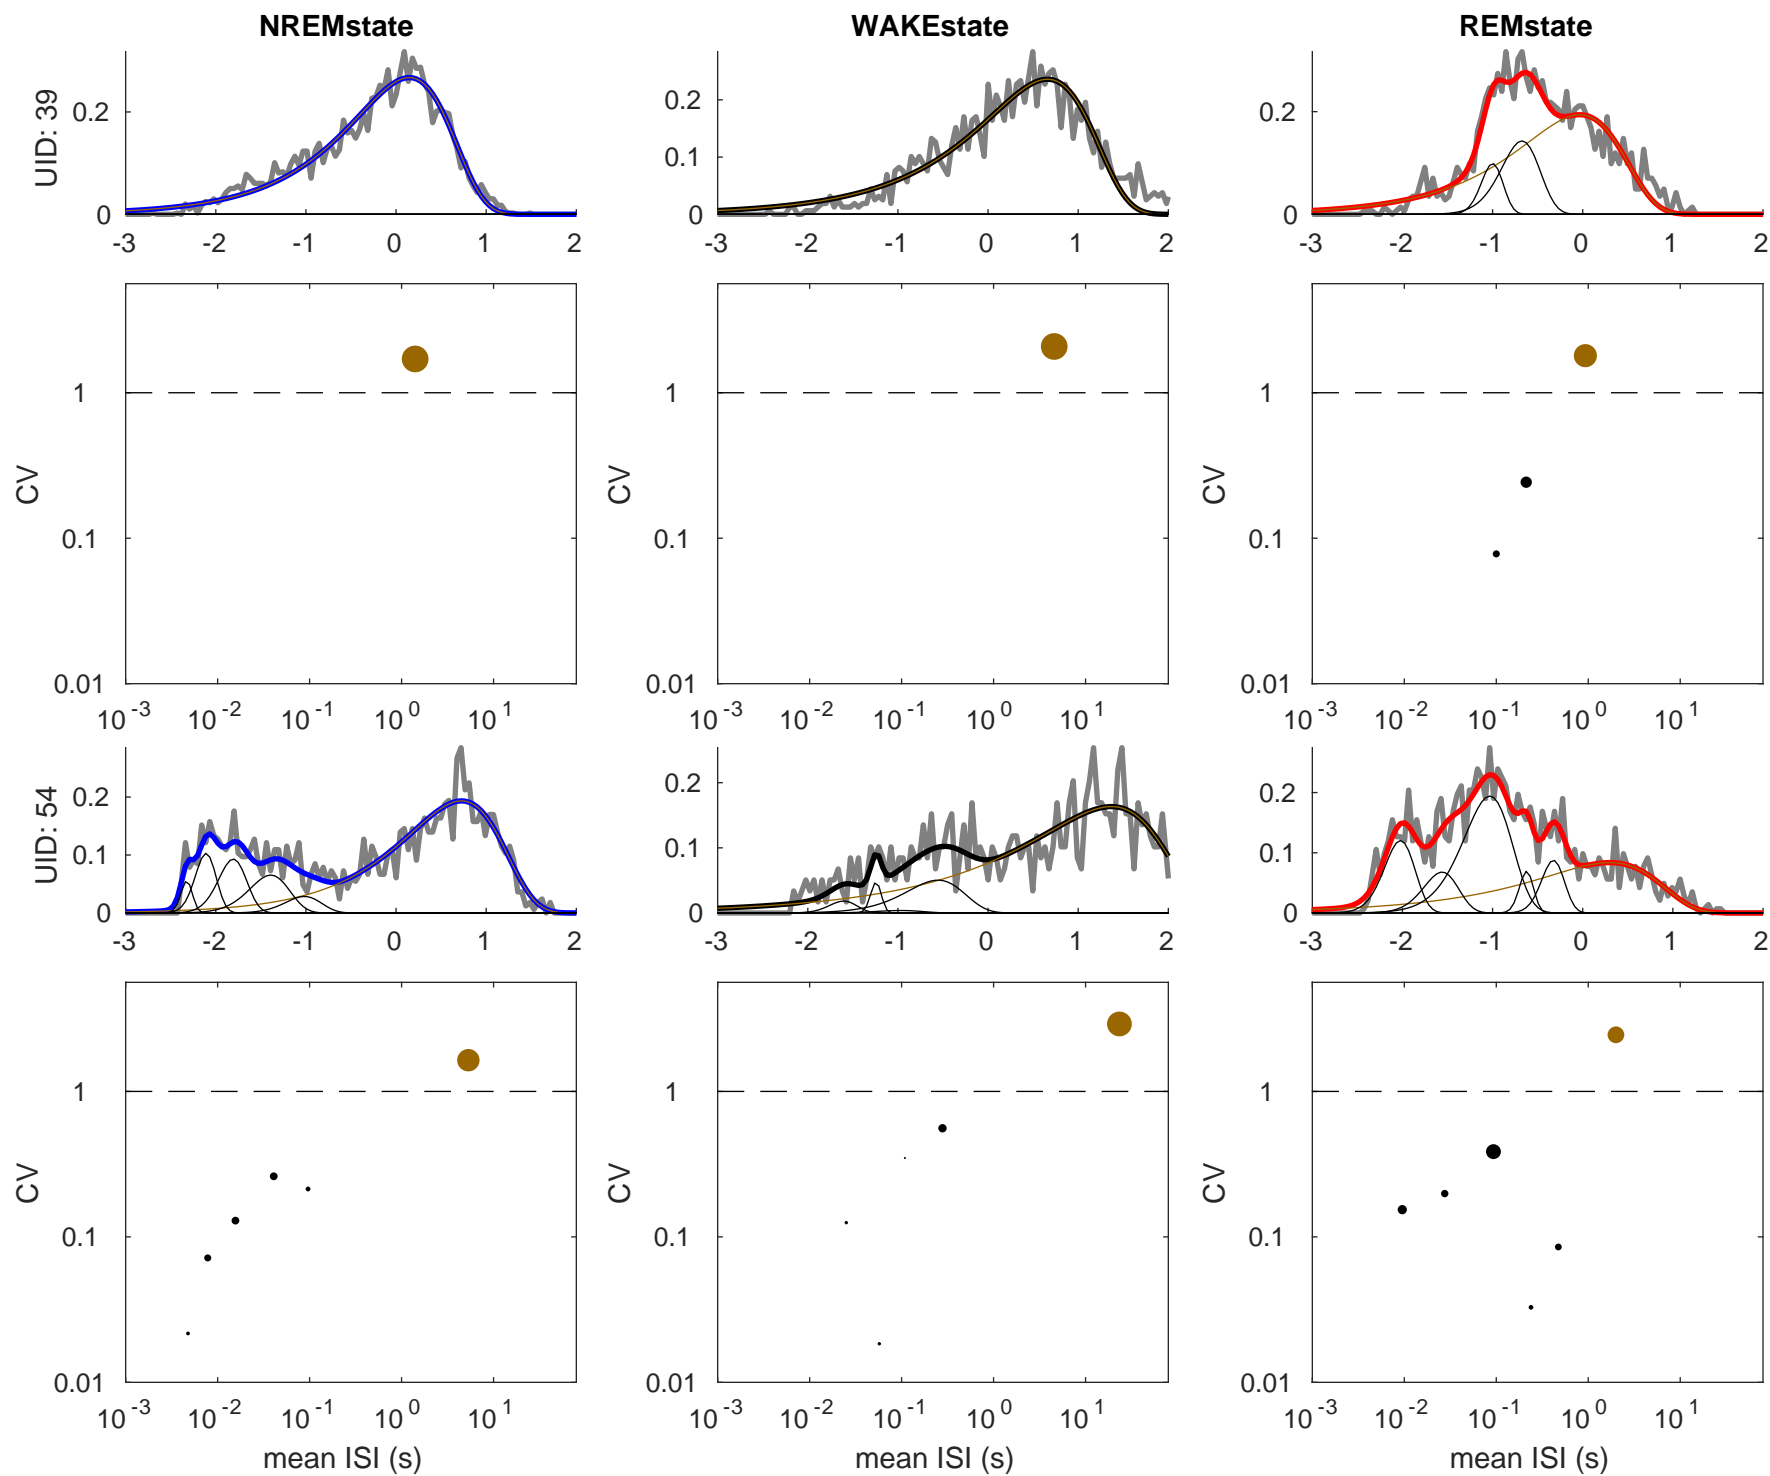 NREMstate WAKEstate REMstate
UID: 39
0.2 0.2 0.2
0.1
0 0 0
-3 -2 -1 0 1 2 -3 -2 -1 0 1 2 -3 -2 -1 0 1 2
1 1 1
CV CV CV
0.1 0.1 0.1
0.01 0.01 0.01
10^-3 10^-2 10^-1 10^0 10^1 10^-3 10^-2 10^-1 10^0 10^1 10^-3 10^-2 10^-1 10^0 10^1
UID: 54
0.2 0.2 0.2
0.1 0.1 0.1
0 0 0
-3 -2 -1 0 1 2 -3 -2 -1 0 1 2 -3 -2 -1 0 1 2
1 1 1
CV CV CV
0.1 0.1 0.1
0.01 0.01 0.01
10^-3 10^-2 10^-1 10^0 10^1 10^-3 10^-2 10^-1 10^0 10^1 10^-3 10^-2 10^-1 10^0 10^1
mean ISI (s) mean ISI (s) mean ISI (s)